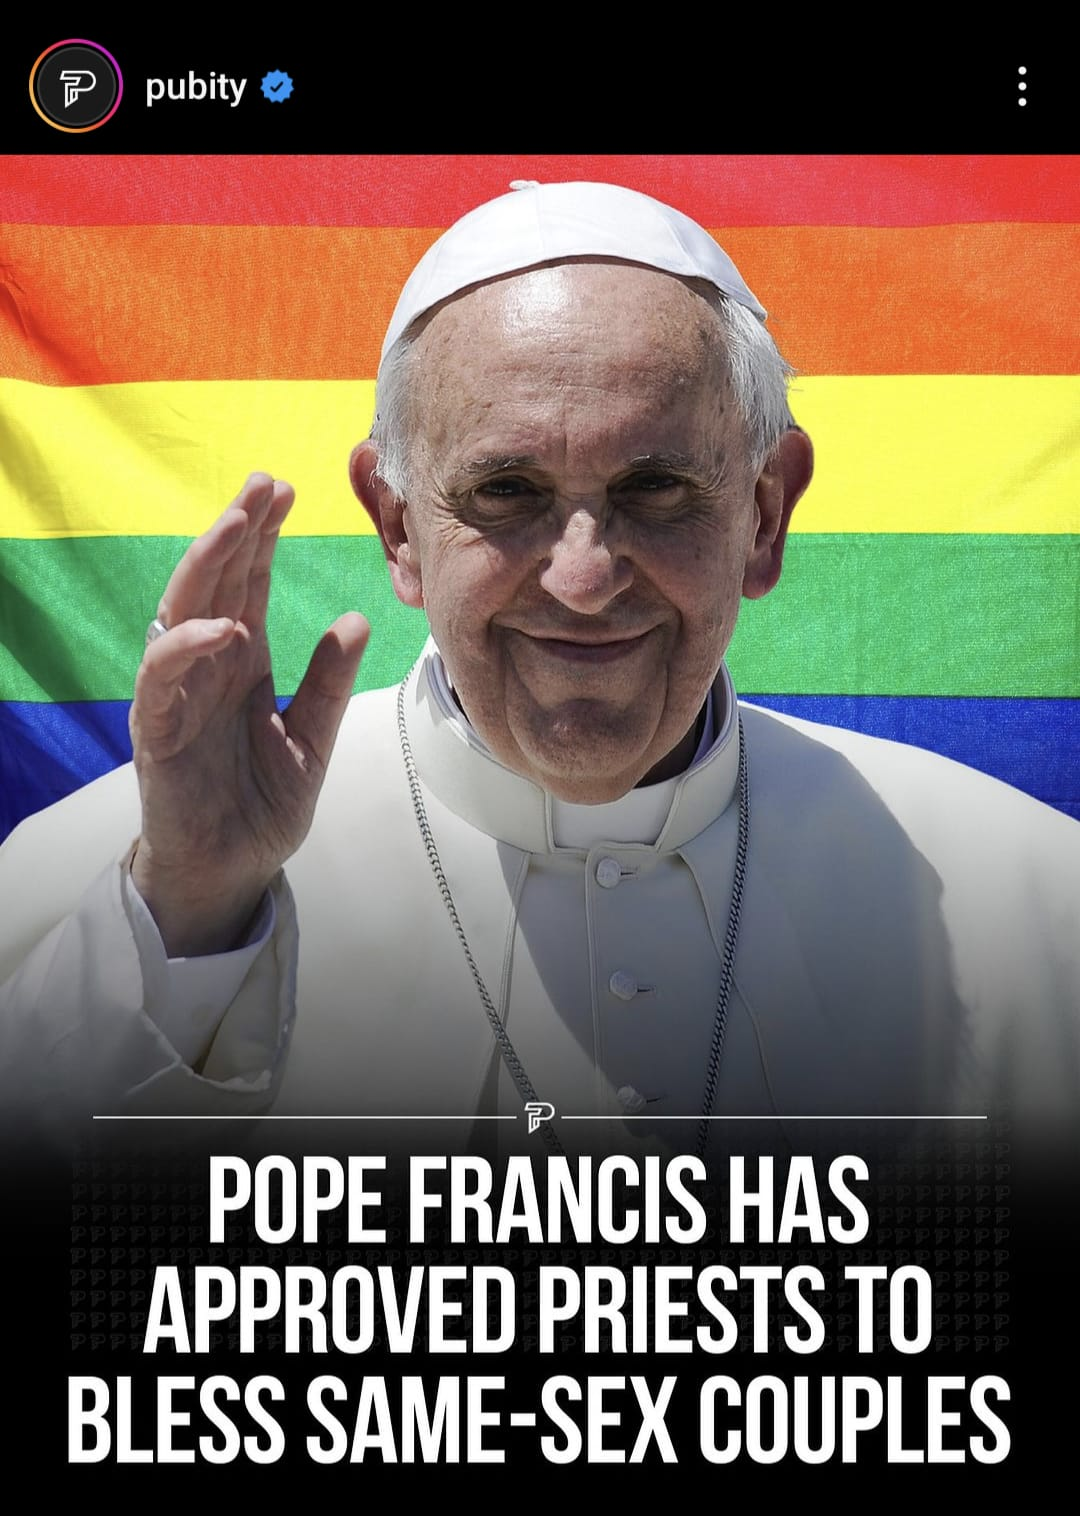 pubity
POPE FRANCIS HAS
APPROVED PRIESTS TO
BLESS SAME-SEX COUPLES